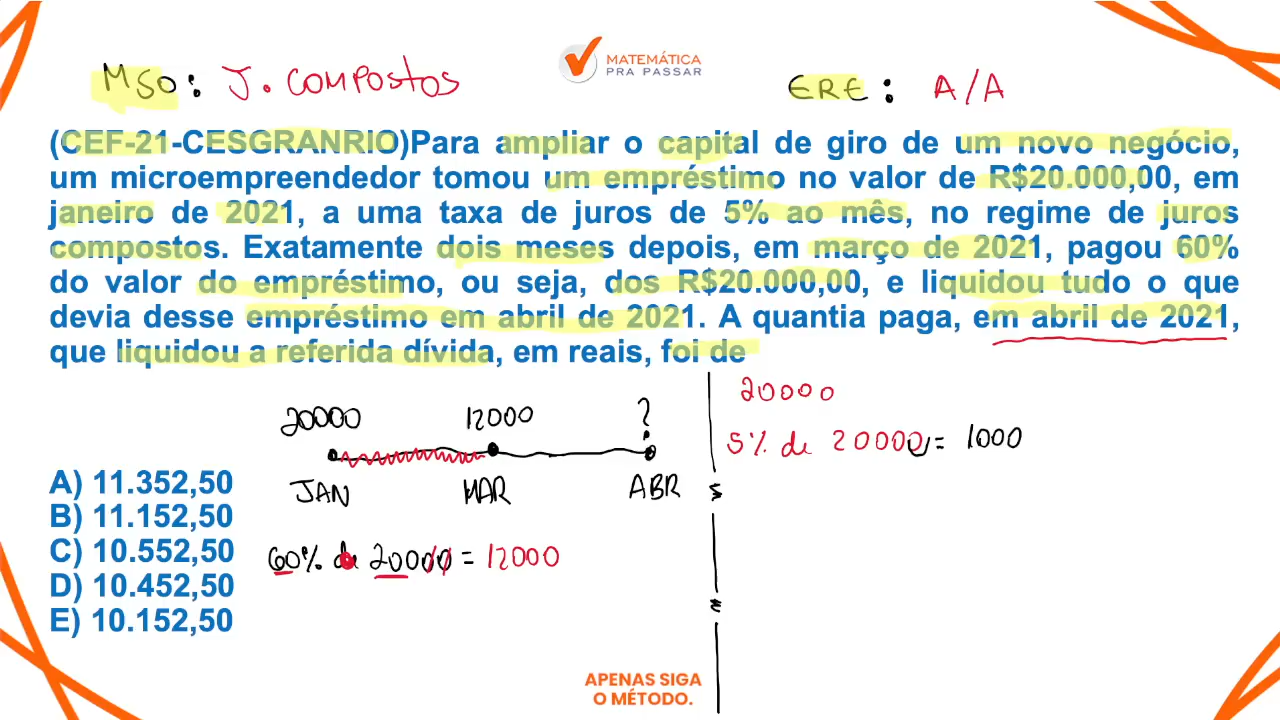 MSO: J. COMPOSTOS
MATEMÁTICA
PRA PASSAR
ERE: A/A
(CEF-21-CESGRANRIO)Para ampliar o capital de giro de um novo negócio,
um microempreendedor tomou um empréstimo no valor de R$20.000,00, em
janeiro de 2021, a uma taxa de juros de 5% ao mês, no regime de juros
compostos. Exatamente dois meses depois, em março de 2021, pagou 60%
do valor do empréstimo, ou seja, dos R$20.000,00, e liquidou tudo o que
devia desse empréstimo em abril de 2021. A quantia paga, em abril de 2021,
que liquidou a referida dívida, em reais, foi de
20000 12000 ?
JAN MAR ABR
60% de 20000 = 12000
20000
5% de 20000 = 1000
A) 11.352,50
B) 11.152,50
C) 10.552,50
D) 10.452,50
E) 10.152,50
APENAS SIGA
O MÉTODO.